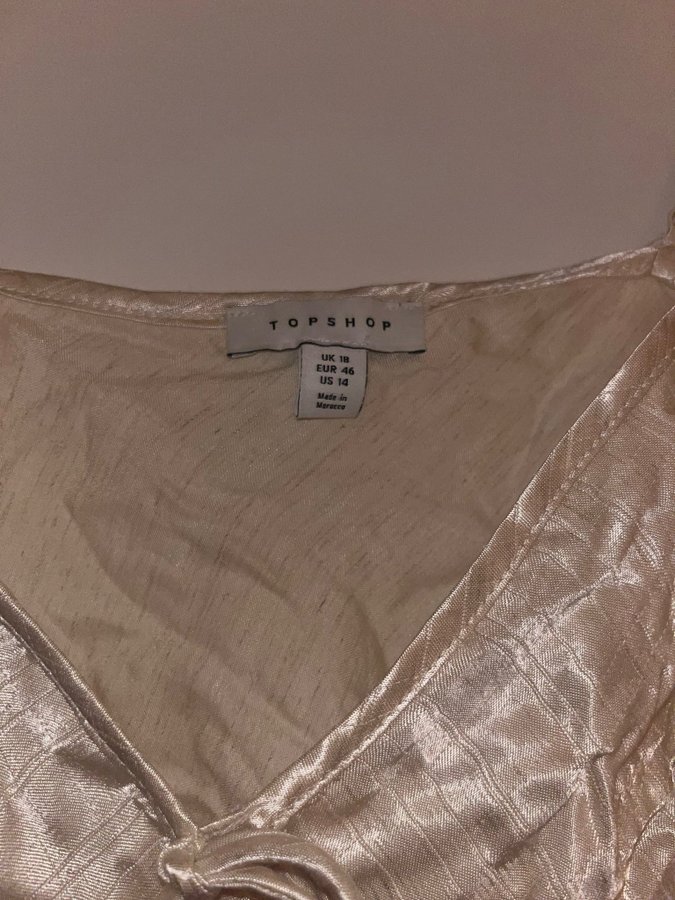 TOPSHOP
UK 18
EUR 46
US 14
Made in
Morocco